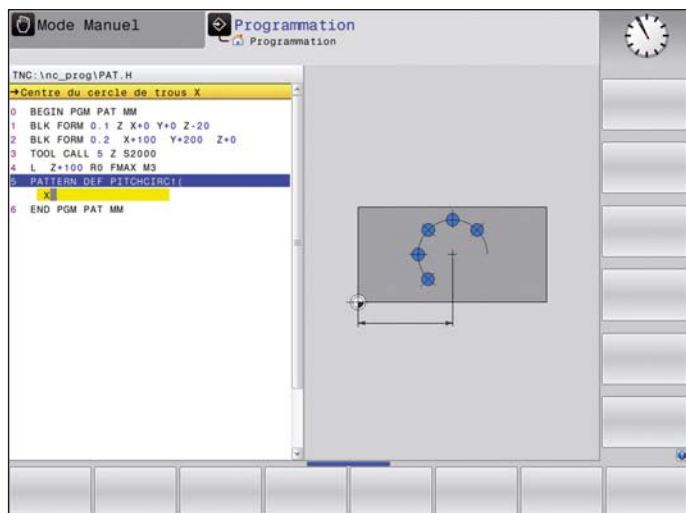 Mode Manuel
Programmation
Programmation
TNC:\nc_prog\PAT.H
→Centre du cercle de trous X
0 BEGIN PGM PAT MM
1 BLK FORM 0.1 Z X+0 Y+0 Z-20
2 BLK FORM 0.2 X+100 Y+200 Z+0
3 TOOL CALL 5 Z S2000
4 L Z+100 R0 FMAX M3
5 PATTERN DEF PITCHCIRC1(
X
6 END PGM PAT MM